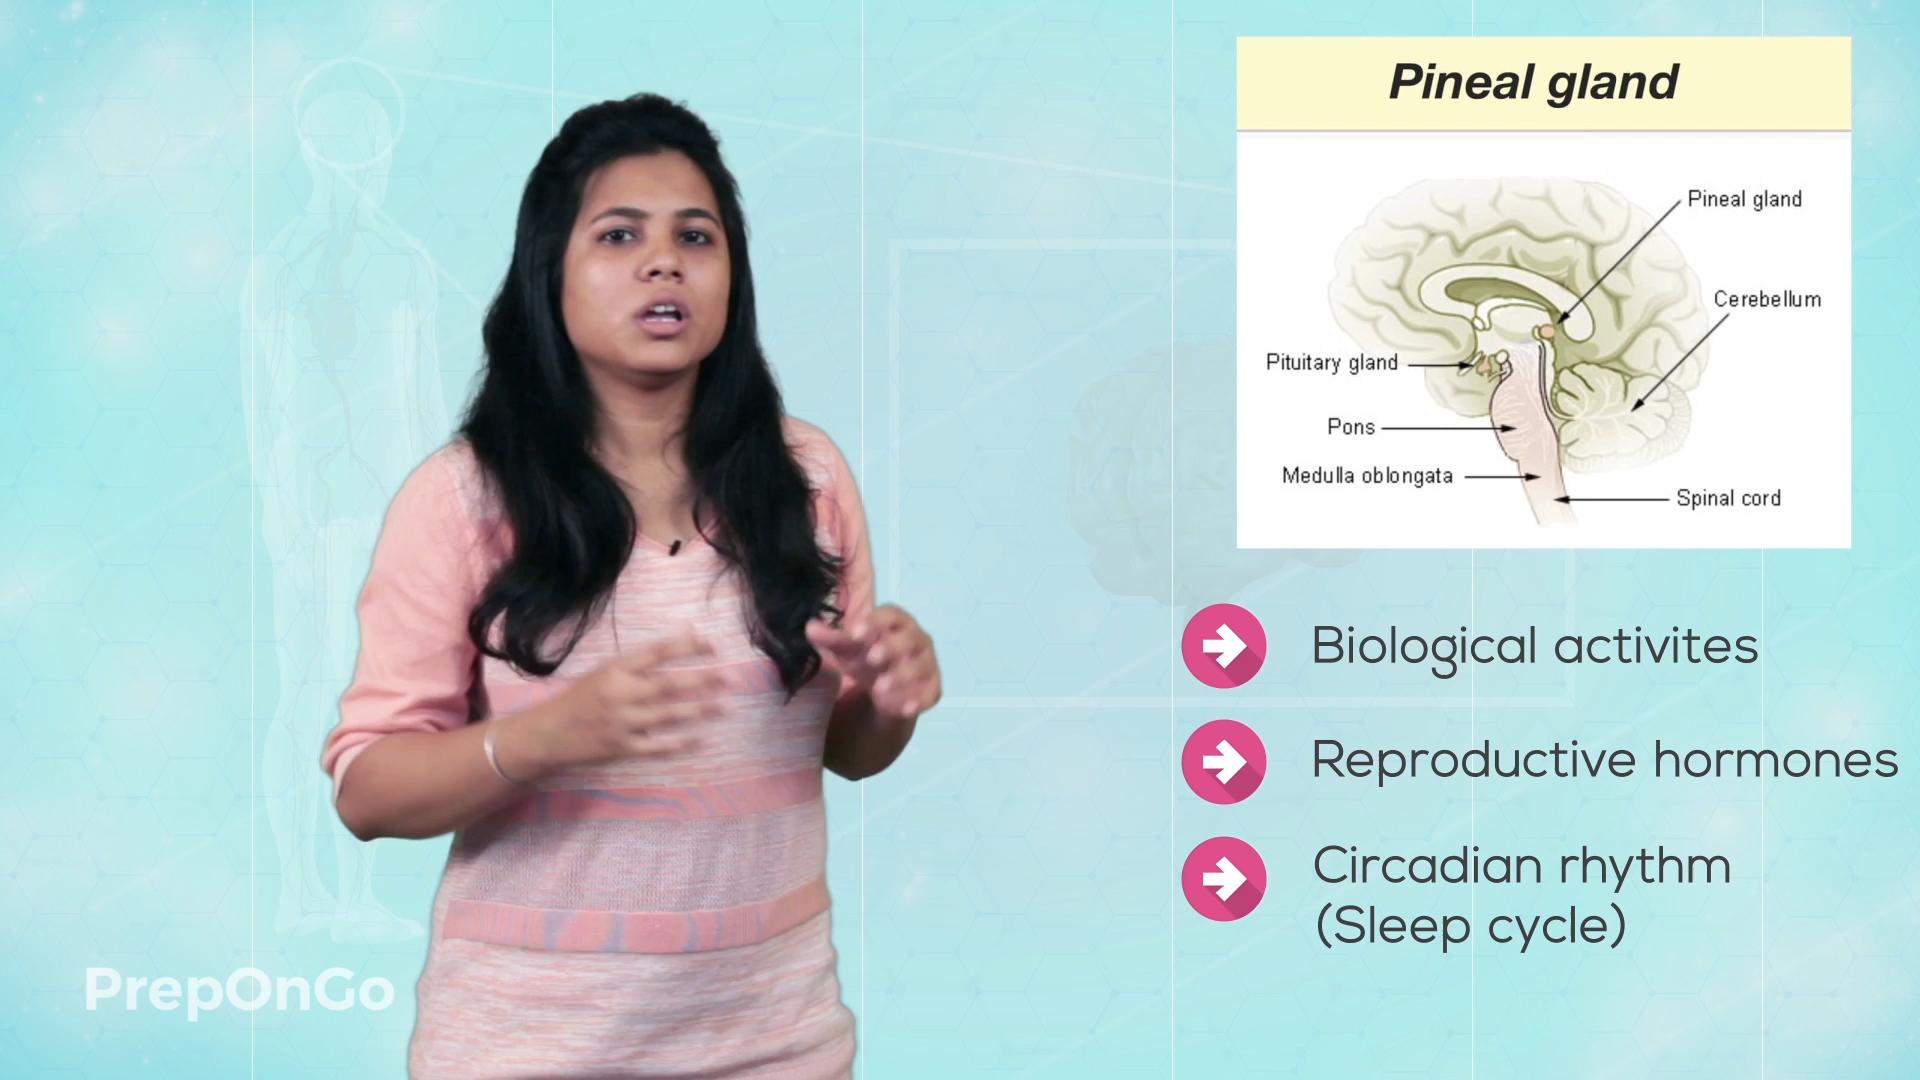 Pineal gland
Pineal gland
Cerebellum
Pituitary gland
Pons
Medulla oblongata
Spinal cord
Biological activites
Reproductive hormones
Circadian rhythm
(Sleep cycle)
PrepOnGo